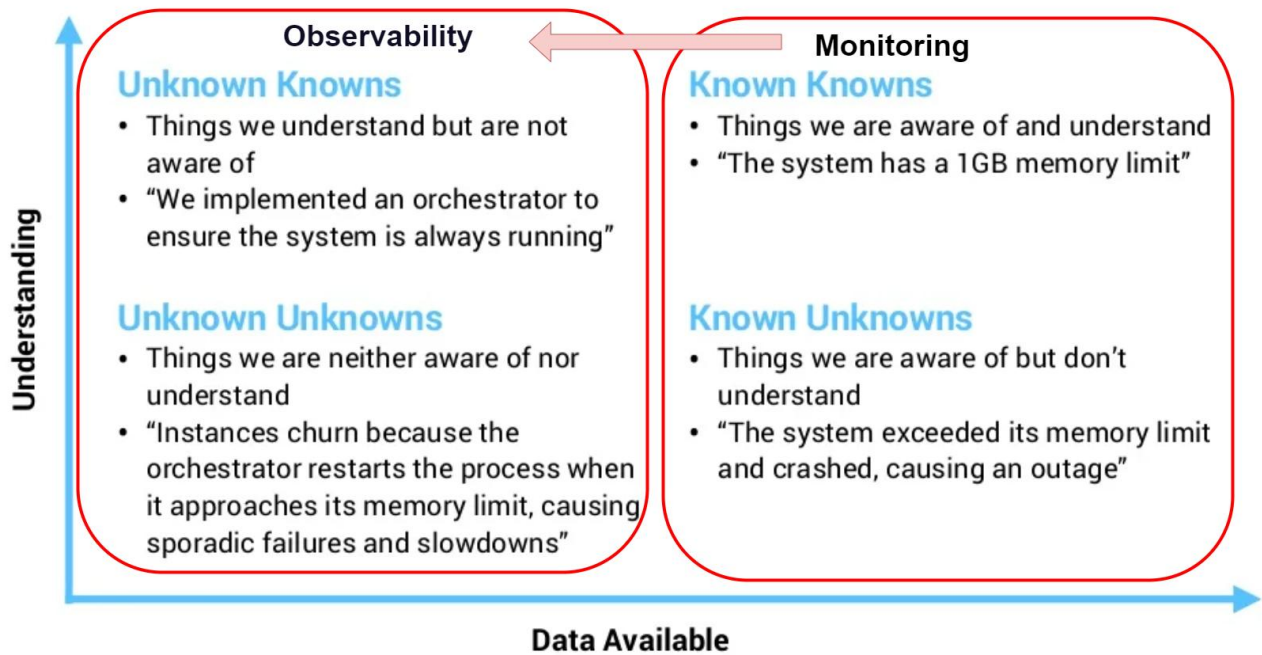 Observability
Monitoring
Unknown Knowns
• Things we understand but are not
aware of
• “We implemented an orchestrator to
ensure the system is always running”
Known Knowns
• Things we are aware of and understand
• “The system has a 1GB memory limit”
Understanding
Unknown Unknowns
• Things we are neither aware of nor
understand
• “Instances churn because the
orchestrator restarts the process when
it approaches its memory limit, causing
sporadic failures and slowdowns”
Known Unknowns
• Things we are aware of but don’t
understand
• “The system exceeded its memory limit
and crashed, causing an outage”
Data Available